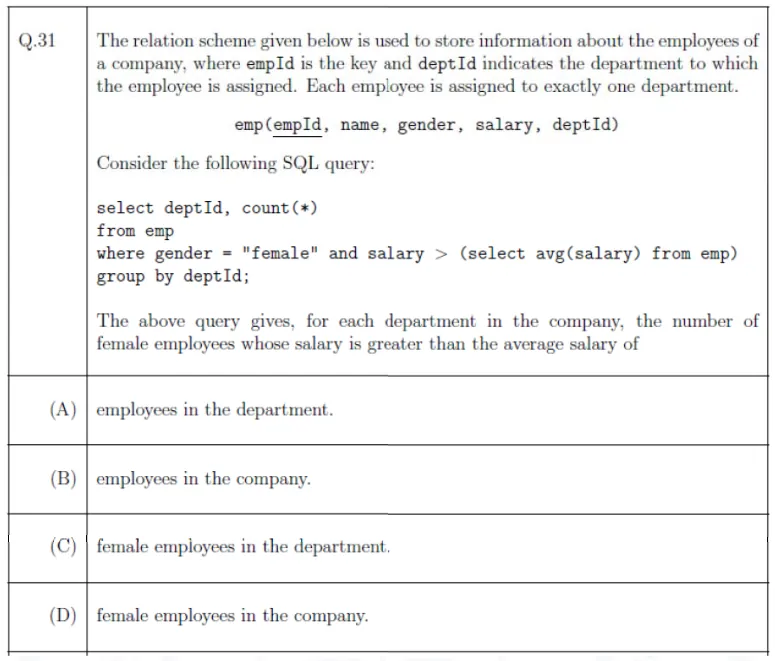 Q.31
The relation scheme given below is used to store information about the employees of
a company, where empId is the key and deptId indicates the department to which
the employee is assigned. Each employee is assigned to exactly one department.
emp(empId, name, gender, salary, deptId)
Consider the following SQL query:
select deptId, count(*)
from emp
where gender = "female" and salary > (select avg(salary) from emp)
group by deptId;
The above query gives, for each department in the company, the number of
female employees whose salary is greater than the average salary of
(A) employees in the department.
(B) employees in the company.
(C) female employees in the department.
(D) female employees in the company.